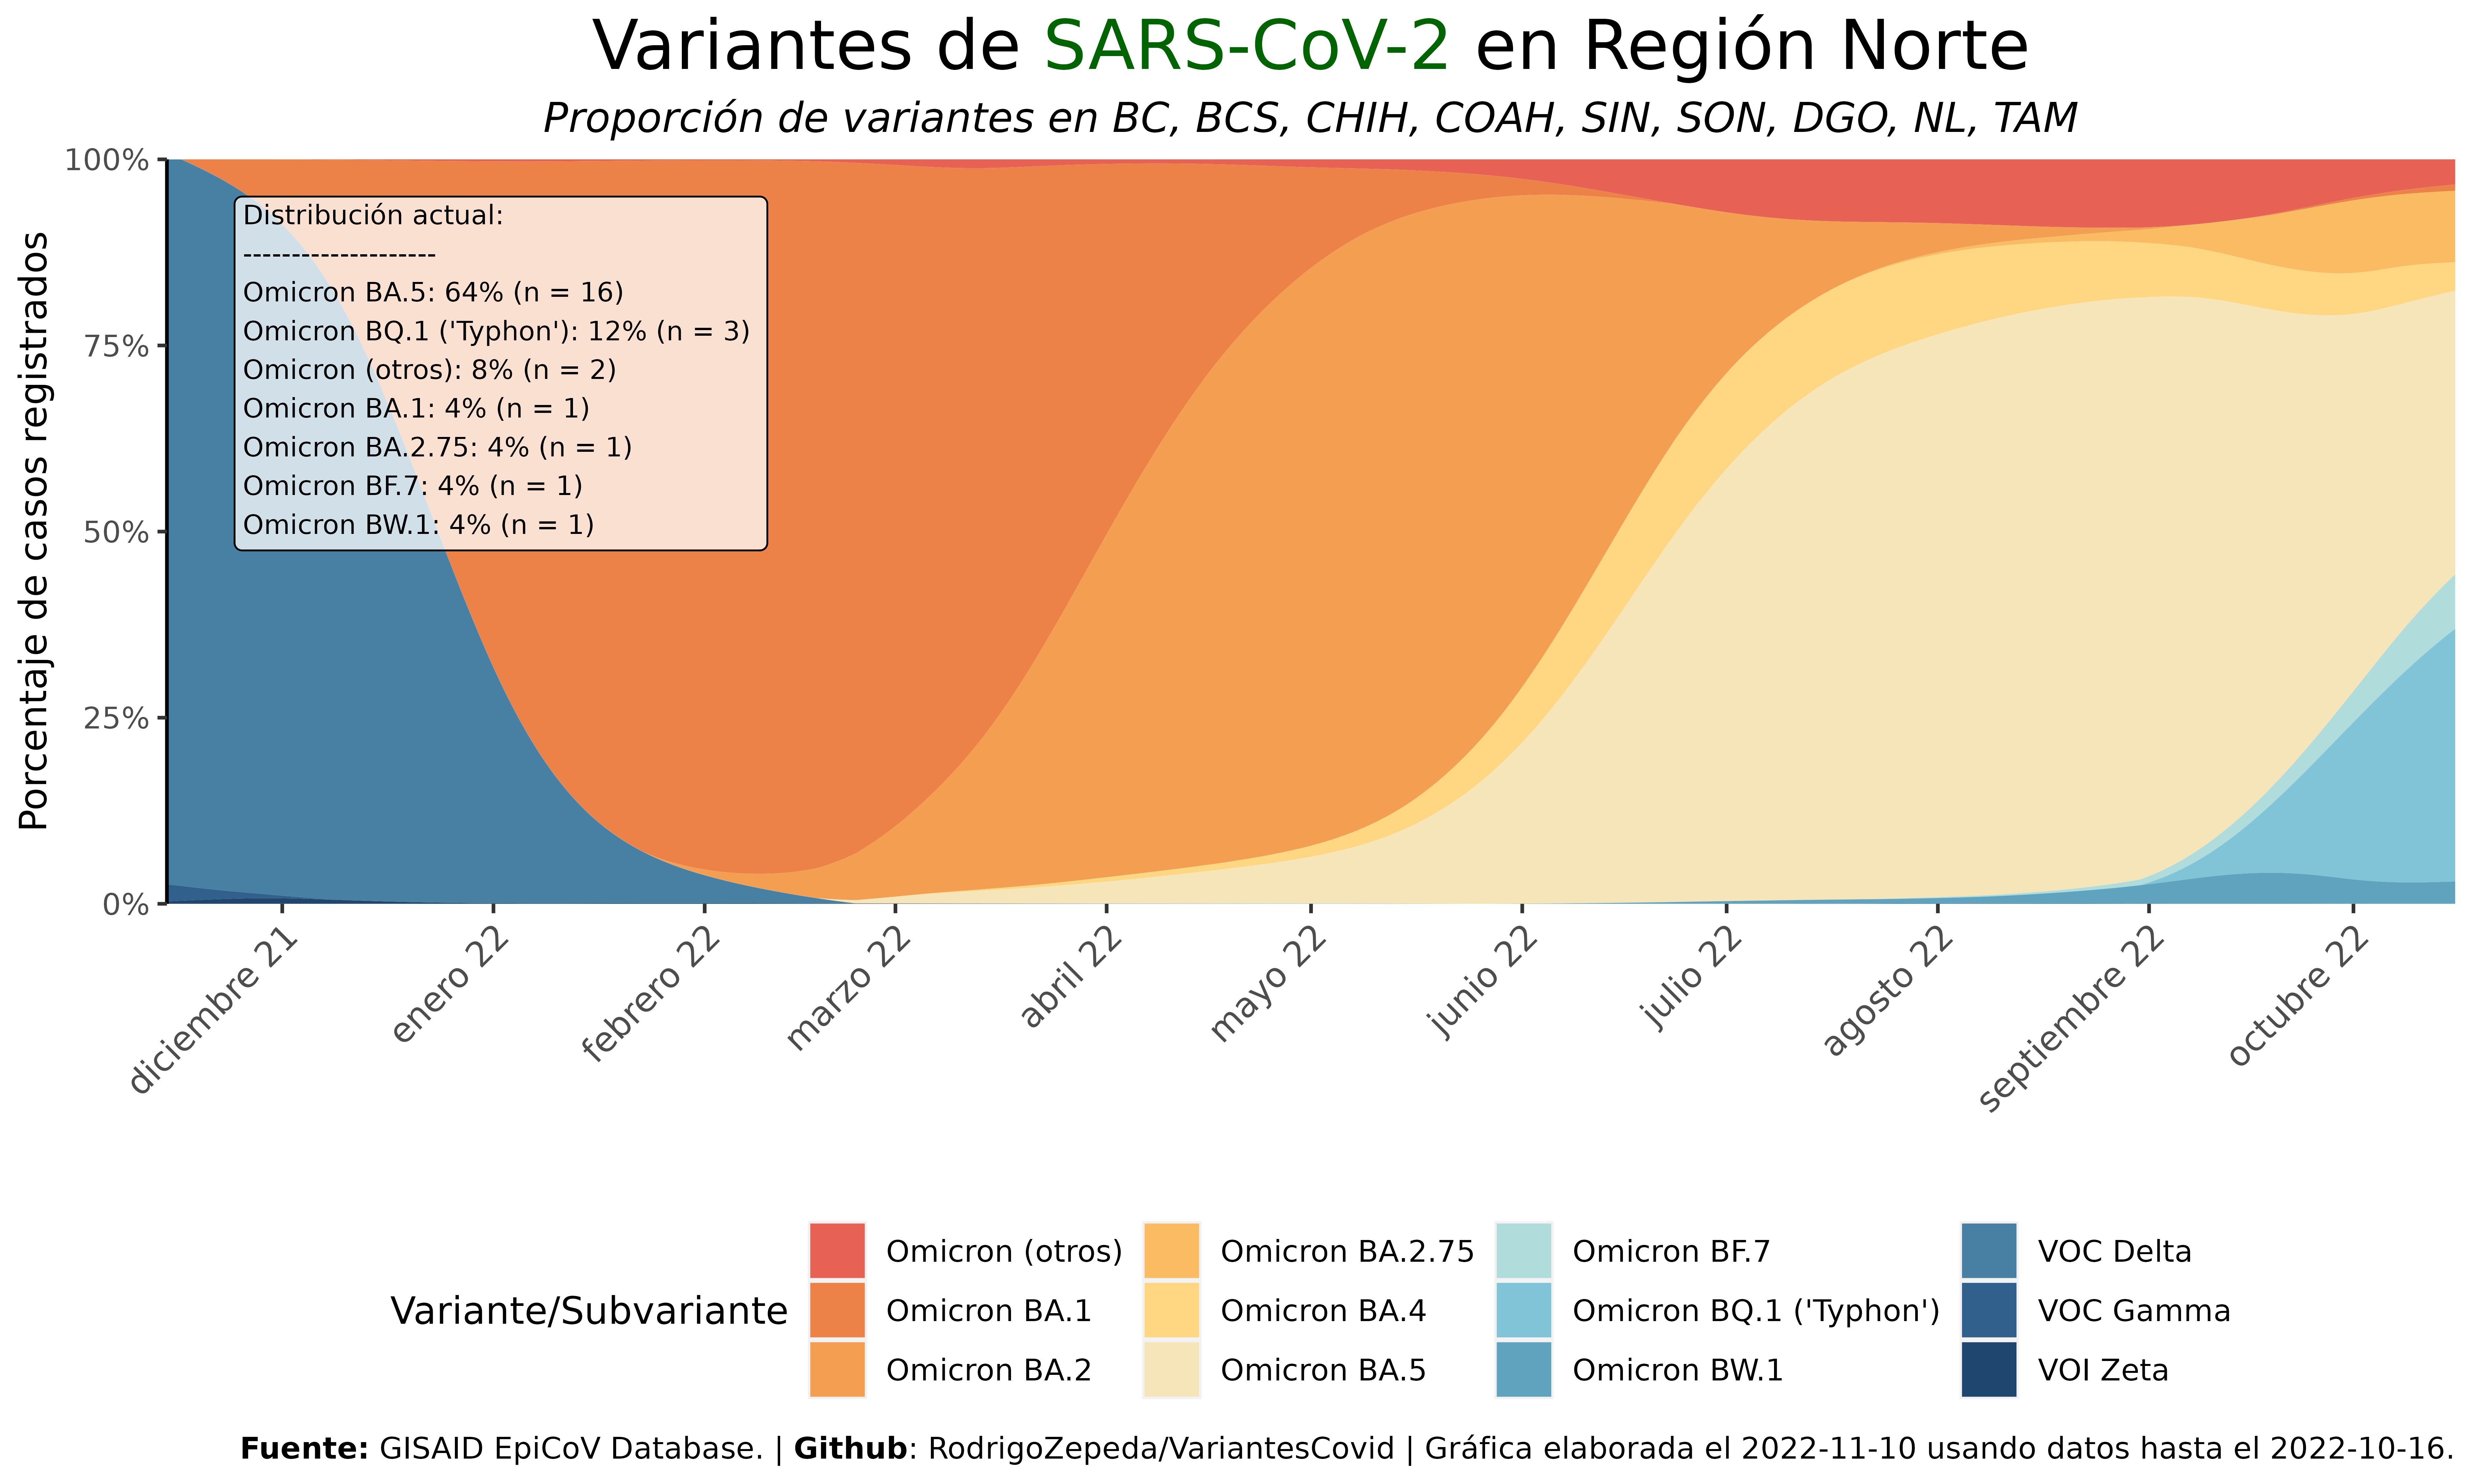 Variantes de SARS-CoV-2 en Región Norte
Proporción de variantes en BC, BCS, CHIH, COAH, SIN, SON, DGO, NL, TAM
Porcentaje de casos registrados
100%
75%
50%
25%
0%
Distribución actual:
--------------------
Omicron BA.5: 64% (n = 16)
Omicron BQ.1 ('Typhon'): 12% (n = 3)
Omicron (otros): 8% (n = 2)
Omicron BA.1: 4% (n = 1)
Omicron BA.2.75: 4% (n = 1)
Omicron BF.7: 4% (n = 1)
Omicron BW.1: 4% (n = 1)
diciembre 21
enero 22
febrero 22
marzo 22
abril 22
mayo 22
junio 22
julio 22
agosto 22
septiembre 22
octubre 22
Variante/Subvariante
Omicron (otros)
Omicron BA.1
Omicron BA.2
Omicron BA.2.75
Omicron BA.4
Omicron BA.5
Omicron BF.7
Omicron BQ.1 ('Typhon')
Omicron BW.1
VOC Delta
VOC Gamma
VOI Zeta
Fuente: GISAID EpiCoV Database. | Github: RodrigoZepeda/VariantesCovid | Gráfica elaborada el 2022-11-10 usando datos hasta el 2022-10-16.